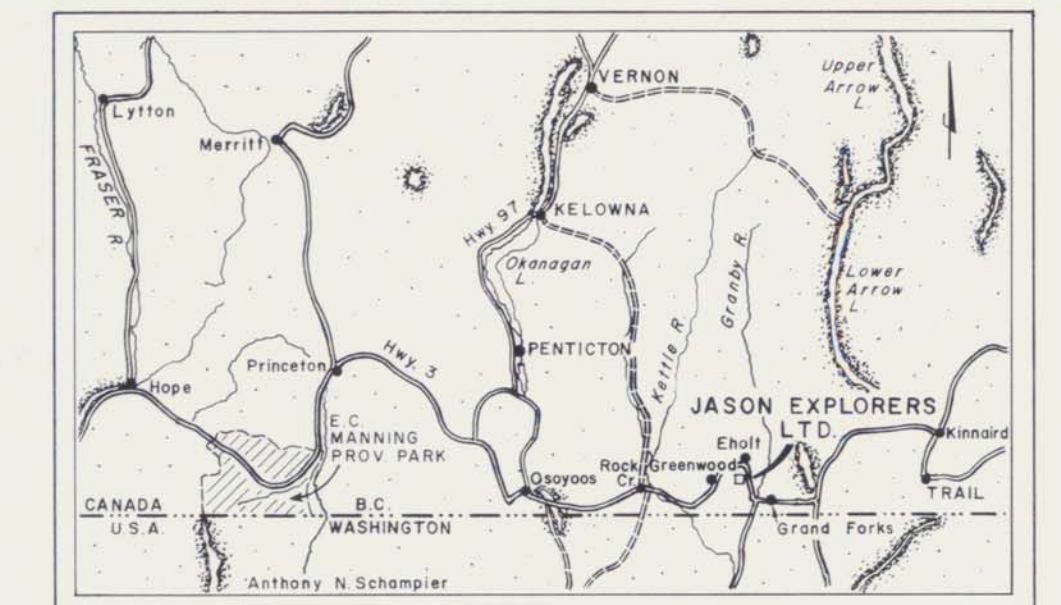 VERNON
Upper
Arrow
L.
Lytton
Merritt
FRASER R.
Hwy. 97
KELOWNA
Okanagan
L.
Granby R.
Lower
Arrow
L.
Kettle R.
PENTICTON
Hwy. 3
Princeton
Hope
JASON EXPLORERS
LTD.
E.C.
MANNING
PROV. PARK
Eholt
Kinnaird
Rock
Cr.
Greenwood
Osoyoos
TRAIL
CANADA
B.C.
U.S.A.
WASHINGTON
Grand Forks
Anthony N. Schampier